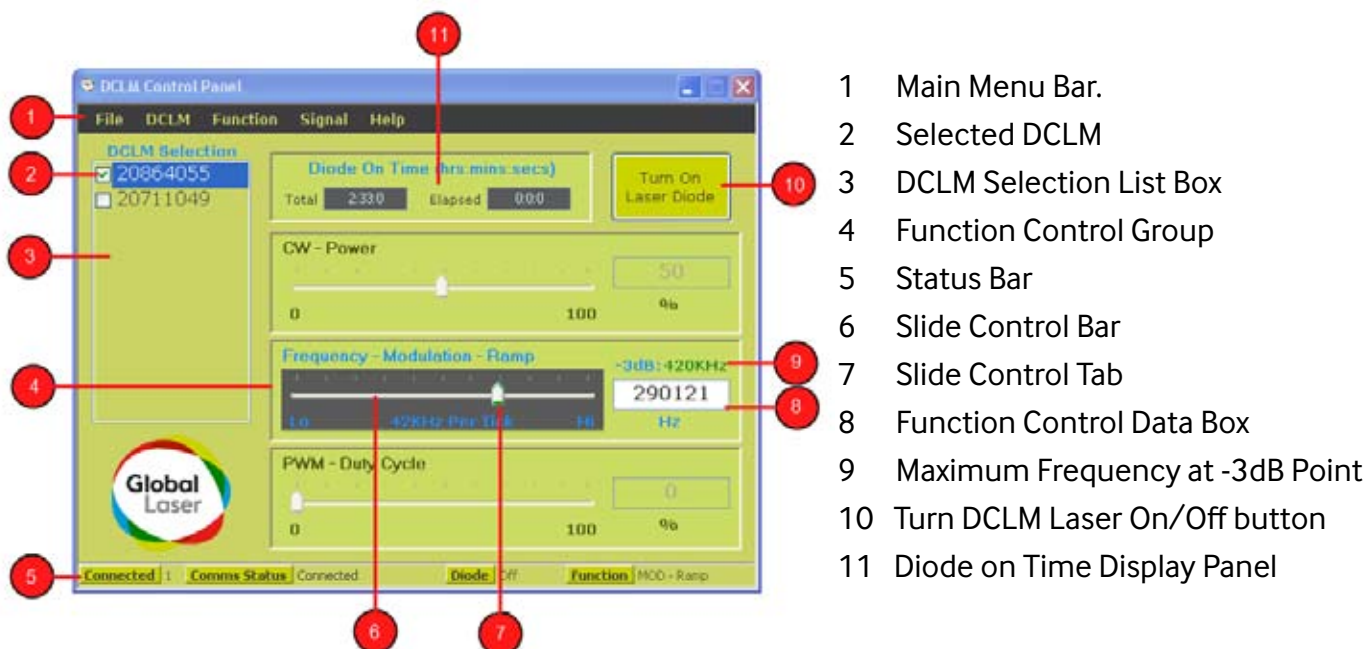 11
DCLM Control Panel
1
File DCLM Function Signal Help
DCLM Selection
2
20864055
20711049
3
Diode On Time (hrs:mins:secs)
Total 2:33:0 Elapsed 0:0:0
Turn On
Laser Diode
10
CW - Power
50
%
0 100
4
Frequency - Modulation - Ramp
-3dB: 420KHz
9
290121
8
Lo 42KHz Per Tick Hi
Hz
PWM - Duty Cycle
0
%
0 100
Global
Laser
5
Connected 1 Comms Status Connected Diode Off Function MOD - Ramp
6
7
1 Main Menu Bar.
2 Selected DCLM
3 DCLM Selection List Box
4 Function Control Group
5 Status Bar
6 Slide Control Bar
7 Slide Control Tab
8 Function Control Data Box
9 Maximum Frequency at -3dB Point
10 Turn DCLM Laser On/Off button
11 Diode on Time Display Panel